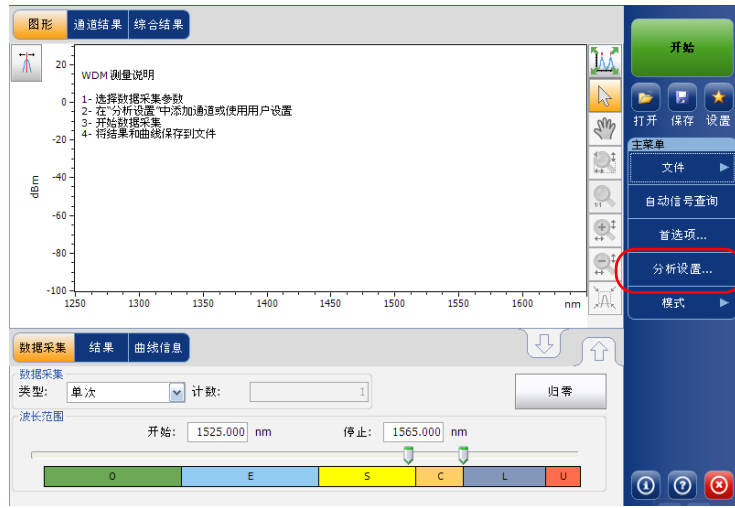 图形 通道结果 综合结果
dBm
20
0
-20
-40
-60
-80
-100
WDM 测量说明
1- 选择数据采集参数
2- 在"分析设置"中添加通道或使用用户设置
3- 开始数据采集
4- 将结果和曲线保存到文件
1250 1300 1350 1400 1450 1500 1550 1600 nm
1:1
数据采集 结果 曲线信息
数据采集
类型: 单次 计数: 1 归零
波长范围
开始: 1525.000 nm 停止: 1565.000 nm
O E S C L U
开始
打开 保存 设置
主菜单
文件
自动信号查询
首选项...
分析设置...
模式